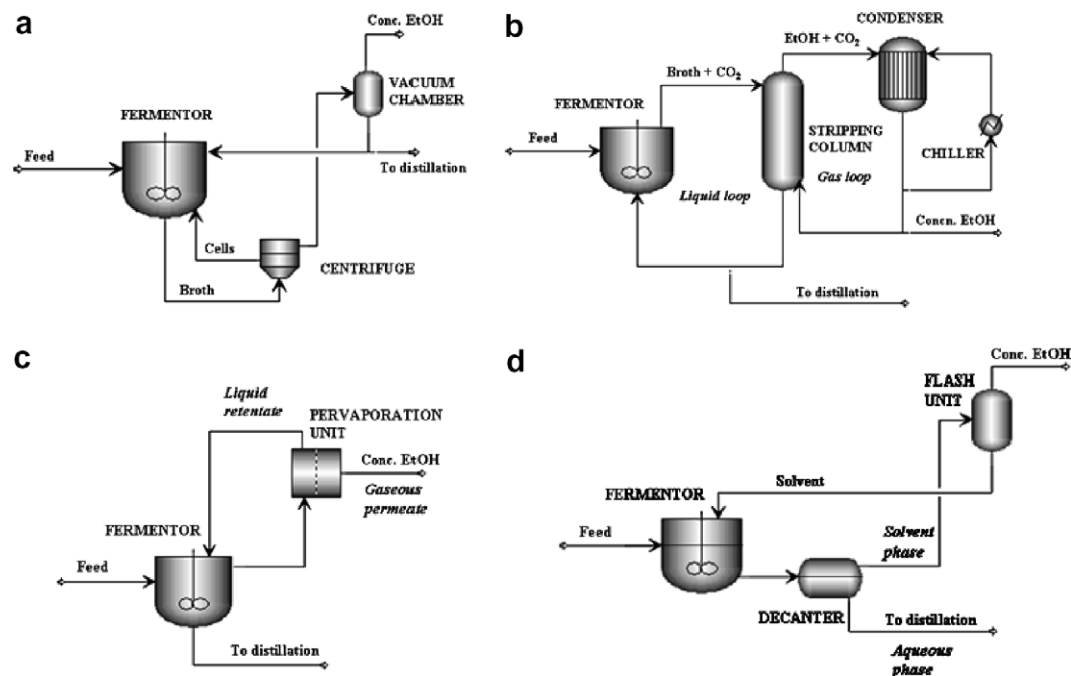 a
Conc. EtOH
VACUUM
CHAMBER
FERMENTOR
Feed
To distillation
Cells
CENTRIFUGE
Broth
b
CONDENSER
EtOH + CO₂
Broth + CO₂
FERMENTOR
Feed
STRIPPING
COLUMN
CHILLER
Liquid loop
Gas loop
Concn. EtOH
To distillation
c
Liquid
retentate
PERVAPORATION
UNIT
Conc. EtOH
Gaseous
permeate
FERMENTOR
Feed
To distillation
d
Conc. EtOH
FLASH
UNIT
Solvent
FERMENTOR
Feed
Solvent
phase
DECANTER
To distillation
Aqueous
phase